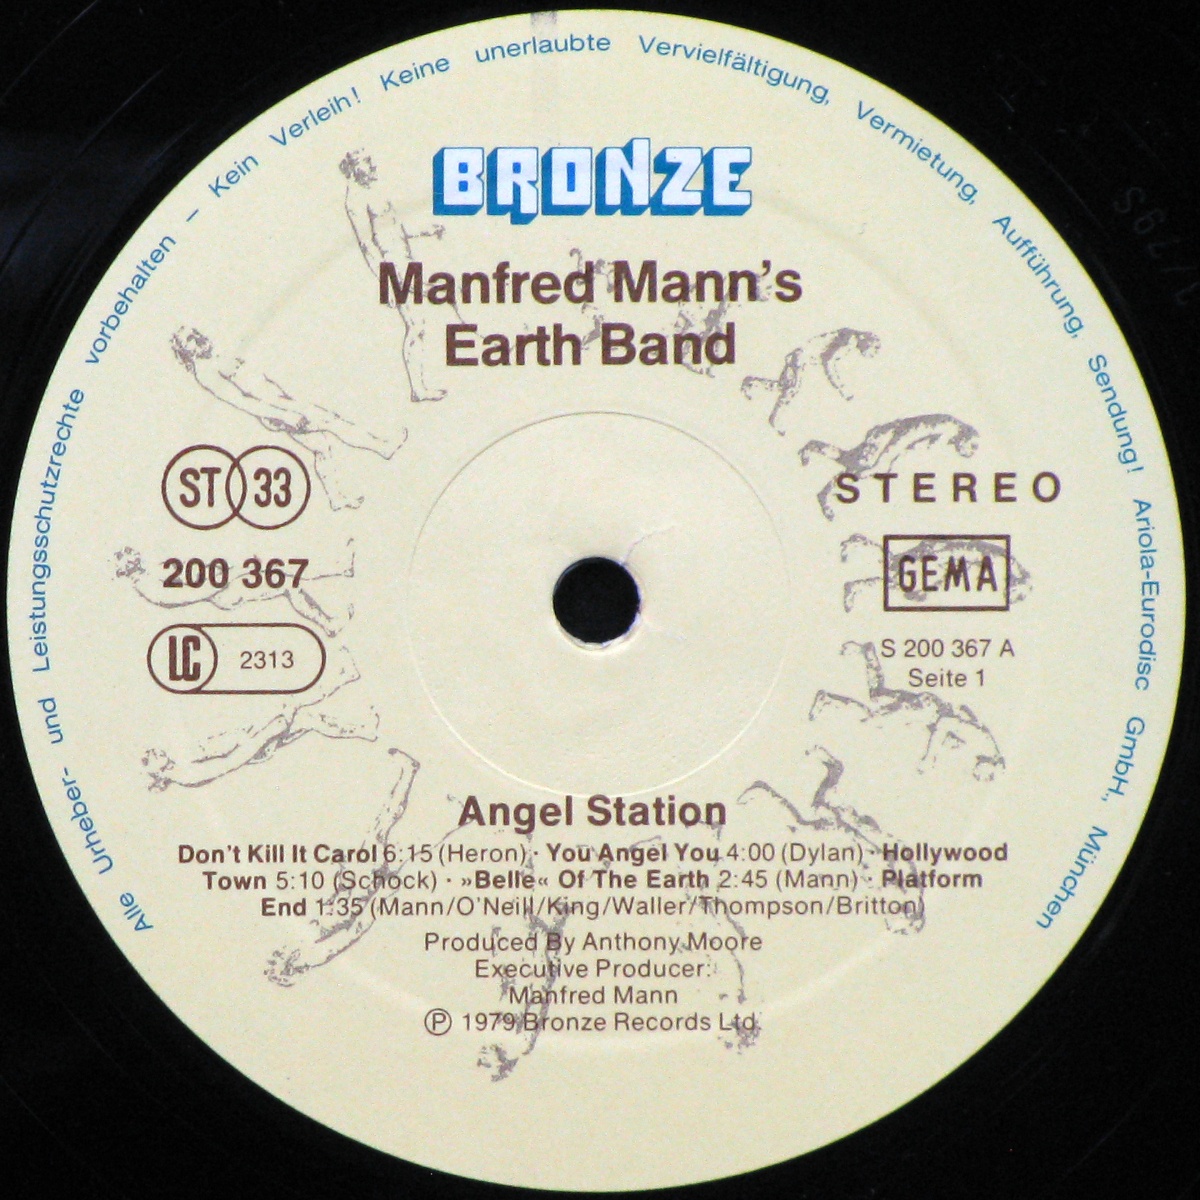 Alle Urheber- und Leistungsschutzrechte vorbehalten – Kein Verleih! Keine unerlaubte Vervielfältigung, Vermietung, Aufführung, Sendung! Ariola-Eurodisc GmbH., München
BRONZE
Manfred Mann's
Earth Band
ST 33
STEREO
200 367
GEMA
LC 2313
S 200 367 A
Seite 1
Angel Station
Don't Kill It Carol 6:15 (Heron) · You Angel You 4:00 (Dylan) · Hollywood
Town 5:10 (Schock) · »Belle« Of The Earth 2:45 (Mann) · Platform
End 1:35 (Mann/O'Neill/King/Waller/Thompson/Britton)
Produced By Anthony Moore
Executive Producer:
Manfred Mann
Ⓟ 1979 Bronze Records Ltd.